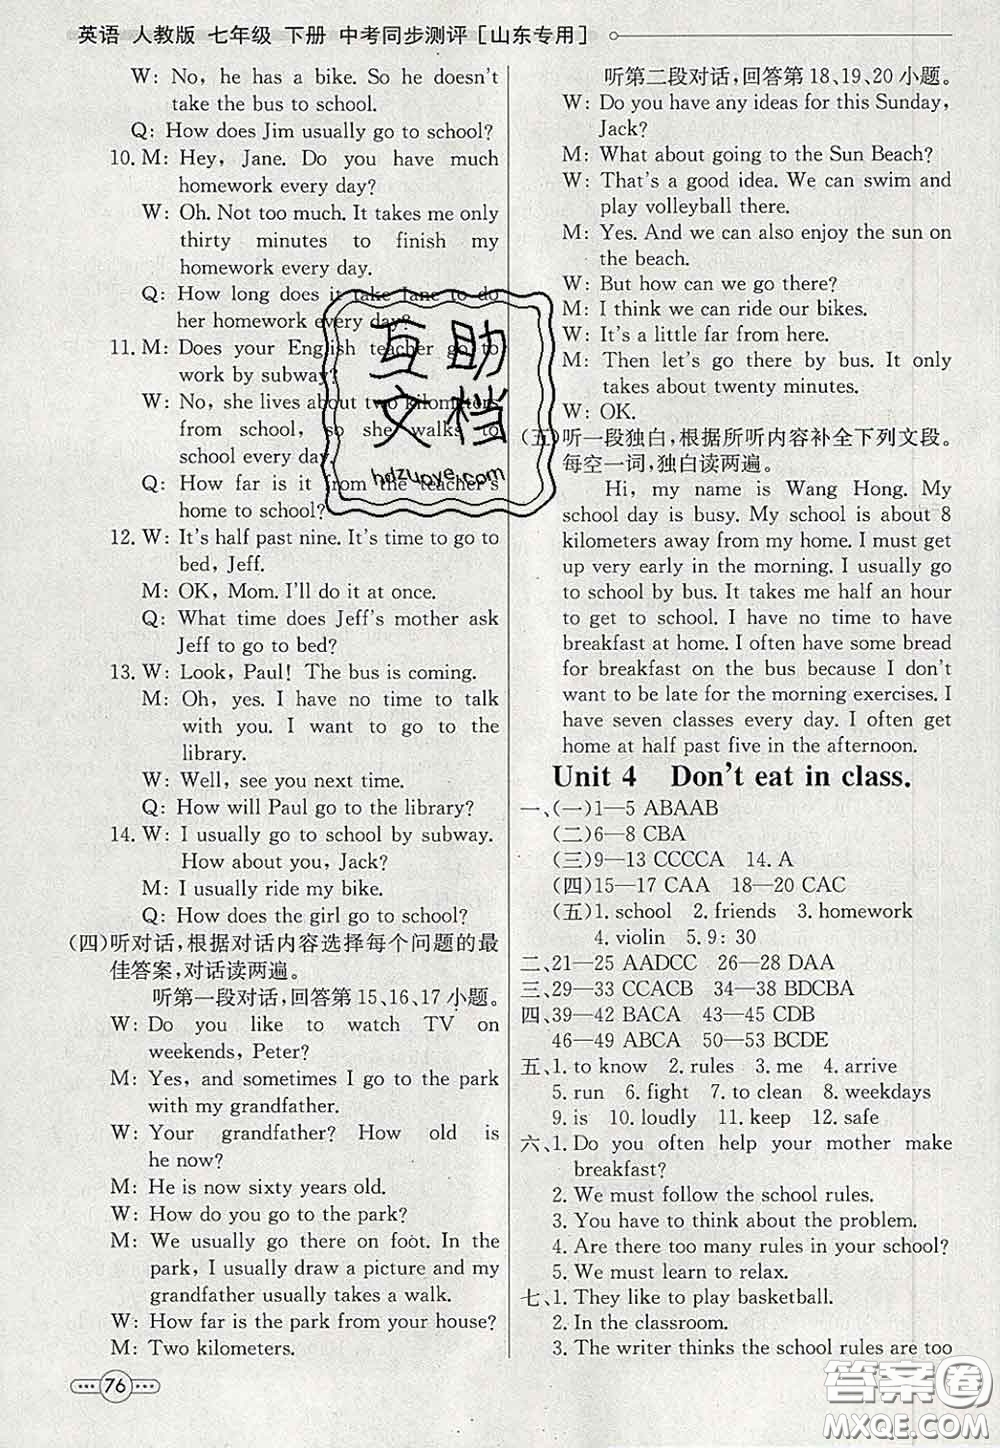 英语 人教版 七年级 下册 中考同步测评[山东专用]
W: No, he has a bike. So he doesn't
take the bus to school.
Q: How does Jim usually go to school?
10. M: Hey, Jane. Do you have much
homework every day?
W: Oh. Not too much. It takes me only
thirty minutes to finish my
homework every day.
Q: How long does it take Jane to do
her homework every day?
11. M: Does your English teacher go to
work by subway?
W: No, she lives about two kilometers
from school, so she walks to
school every day.
Q: How far is it from the teacher's
home to school?
12. W: It's half past nine. It's time to go to
bed, Jeff.
M: OK, Mom. I'll do it at once.
Q: What time does Jeff's mother ask
Jeff to go to bed?
13. W: Look, Paul! The bus is coming.
M: Oh, yes. I have no time to talk
with you. I want to go to the
library.
W: Well, see you next time.
Q: How will Paul go to the library?
14. W: I usually go to school by subway.
How about you, Jack?
M: I usually ride my bike.
Q: How does the girl go to school?
(四)听对话,根据对话内容选择每个问题的最
佳答案,对话读两遍。
听第一段对话,回答第 15、16、17 小题。
W: Do you like to watch TV on
weekends, Peter?
M: Yes, and sometimes I go to the park
with my grandfather.
W: Your grandfather? How old is
he now?
M: He is now sixty years old.
W: How do you go to the park?
M: We usually go there on foot. In the
park, I usually draw a picture and my
grandfather usually takes a walk.
W: How far is the park from your house?
M: Two kilometers.
听第二段对话,回答第 18、19、20 小题。
W: Do you have any ideas for this Sunday,
Jack?
M: What about going to the Sun Beach?
W: That's a good idea. We can swim and
play volleyball there.
M: Yes. And we can also enjoy the sun on
the beach.
W: But how can we go there?
M: I think we can ride our bikes.
W: It's a little far from here.
M: Then let's go there by bus. It only
takes about twenty minutes.
W: OK.
(五)听一段独白,根据所听内容补全下列文段。
每空一词,独白读两遍。
Hi, my name is Wang Hong. My
school day is busy. My school is about 8
kilometers away from my home. I must get
up very early in the morning. I usually go
to school by bus. It takes me half an hour
to get to school. I have no time to have
breakfast at home. I often have some bread
for breakfast on the bus because I don't
want to be late for the morning exercises. I
have seven classes every day. I often get
home at half past five in the afternoon.
Unit 4 Don't eat in class.
一、(一)1—5 ABAAB
(二)6—8 CBA
(三)9—13 CCCCA 14. A
(四)15—17 CAA 18—20 CAC
(五)1. school 2. friends 3. homework
4. violin 5. 9: 30
二、21—25 AADCC 26—28 DAA
三、29—33 CCACB 34—38 BDCBA
四、39—42 BACA 43—45 CDB
46—49 ABCA 50—53 BCDE
五、1. to know 2. rules 3. me 4. arrive
5. run 6. fight 7. to clean 8. weekdays
9. is 10. loudly 11. keep 12. safe
六、1. Do you often help your mother make
breakfast?
2. We must follow the school rules.
3. You have to think about the problem.
4. Are there too many rules in your school?
5. We must learn to relax.
七、1. They like to play basketball.
2. In the classroom.
3. The writer thinks the school rules are too
76
互助
文档
hdzuoye.com
答案圈
MXQE.COM